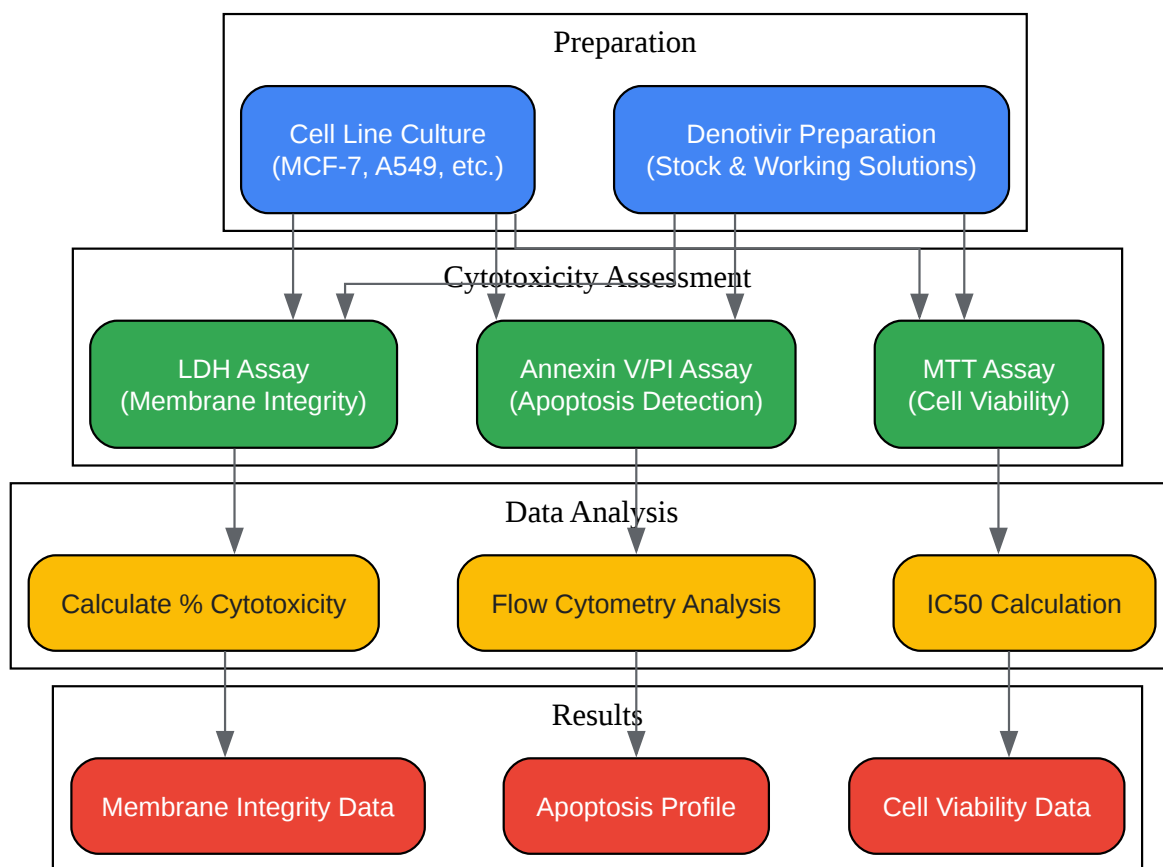 Preparation
Cell Line Culture
(MCF-7, A549, etc.)
Denotivir Preparation
(Stock & Working Solutions)
Cytotoxicity Assessment
LDH Assay
(Membrane Integrity)
Annexin V/PI Assay
(Apoptosis Detection)
MTT Assay
(Cell Viability)
Data Analysis
Calculate % Cytotoxicity
Flow Cytometry Analysis
IC50 Calculation
Results
Membrane Integrity Data
Apoptosis Profile
Cell Viability Data